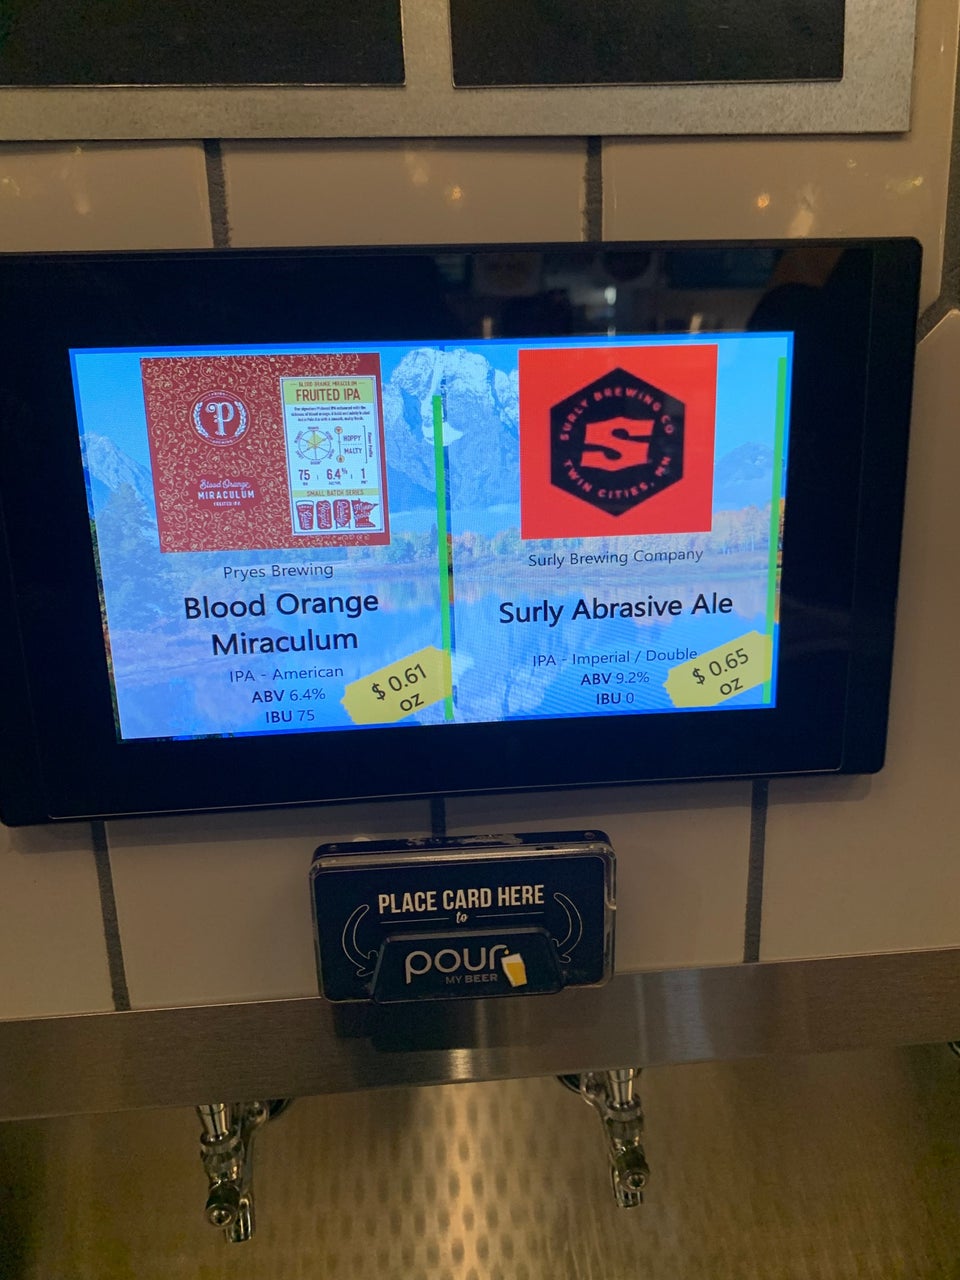 P
Blood Orange
MIRACULUM
FRUITED IPA
BLOOD ORANGE MIRACULUM
FRUITED IPA
HOPPY
MALTY
75
6.4%
1
SMALL BATCH SERIES
Pryes Brewing
Blood Orange
Miraculum
IPA - American
ABV 6.4%
IBU 75
$ 0.61
oz
SURLY BREWING CO
S
TWIN CITIES, MN
Surly Brewing Company
Surly Abrasive Ale
IPA - Imperial / Double
ABV 9.2%
IBU 0
$ 0.65
oz
PLACE CARD HERE
to
pour
MY BEER